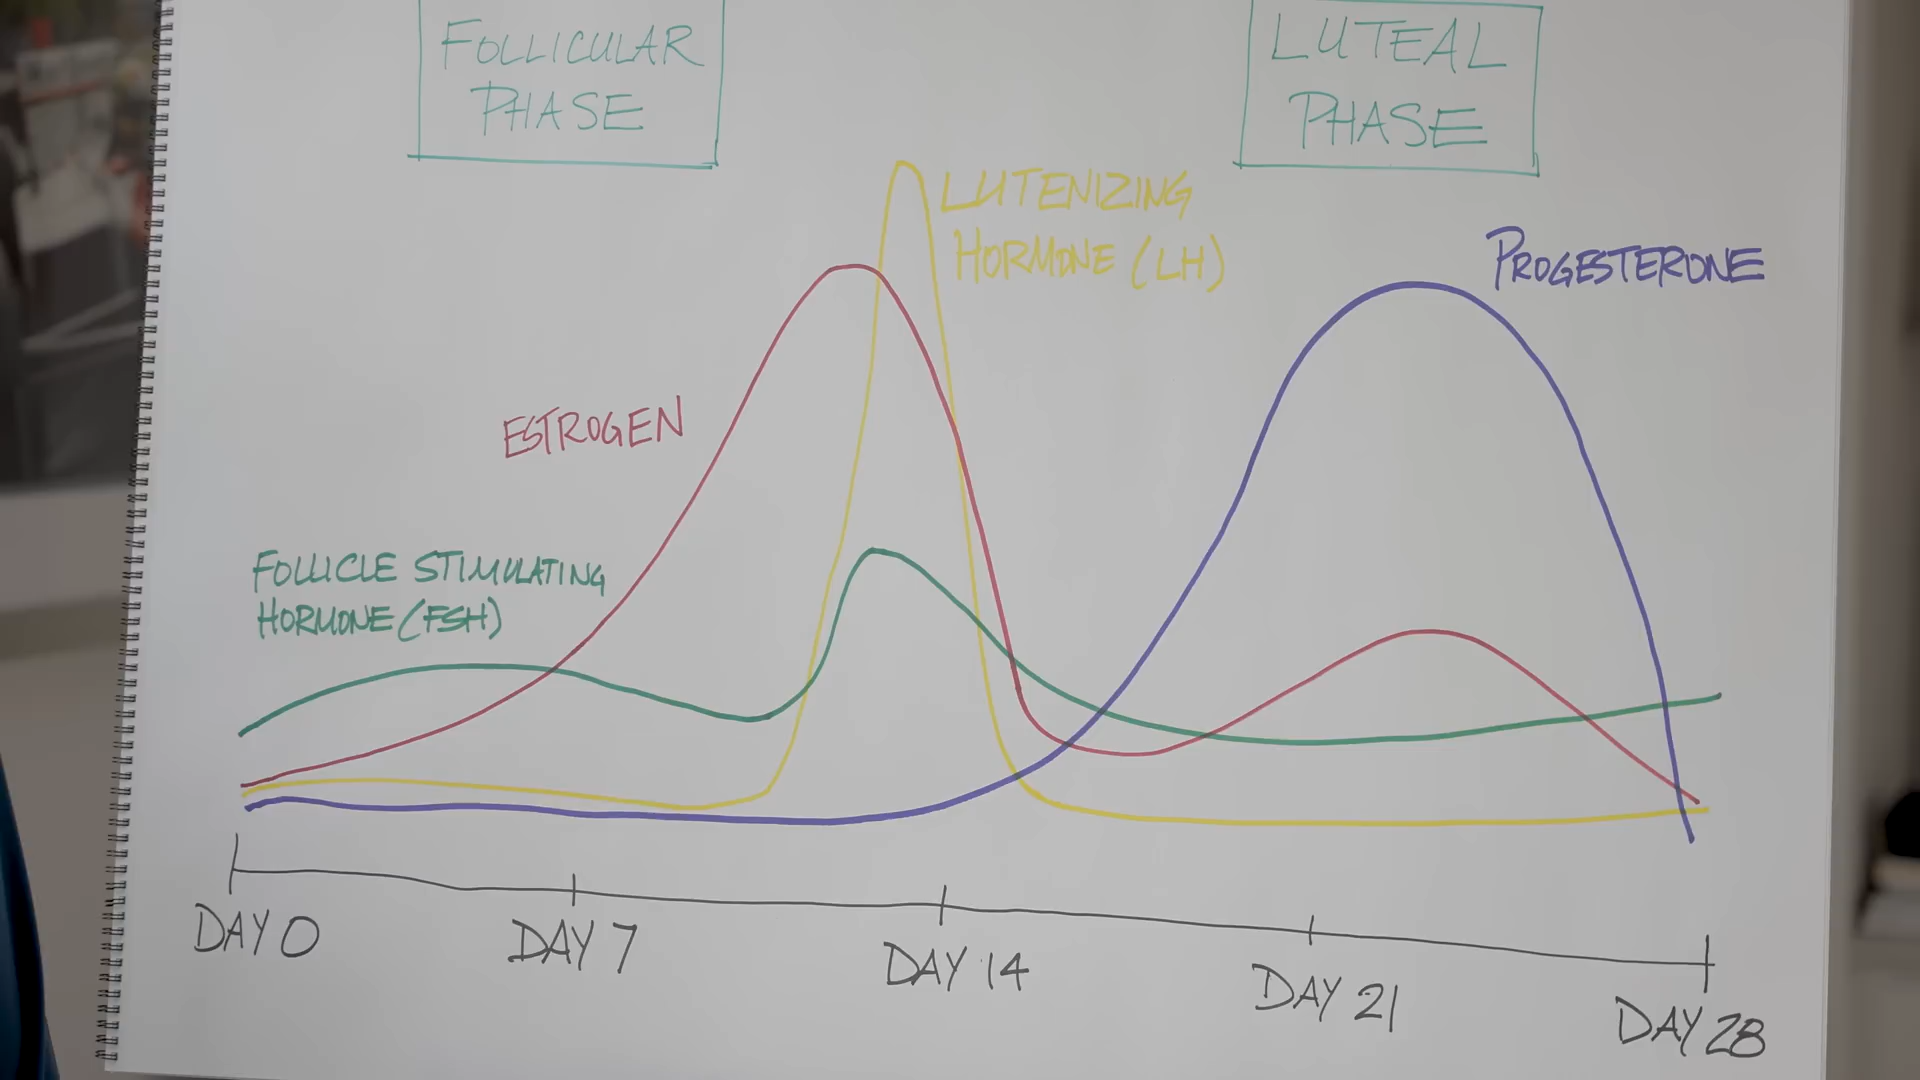 FOLLICULAR
PHASE
LUTEAL
PHASE
LUTENIZING
HORMONE (LH)
PROGESTERONE
ESTROGEN
FOLLICLE STIMULATING
HORMONE (FSH)
DAY 0
DAY 7
DAY 14
DAY 21
DAY 28